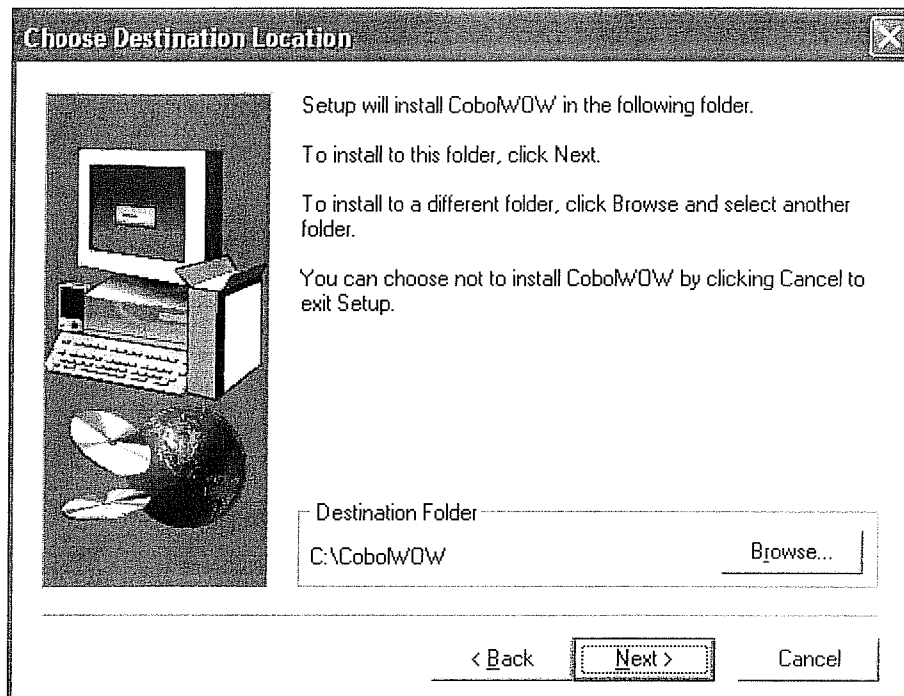 Choose Destination Location
Setup will install CobolWOW in the following folder.
To install to this folder, click Next.
To install to a different folder, click Browse and select another
folder.
You can choose not to install CobolWOW by clicking Cancel to
exit Setup.
Destination Folder
C:\CobolWOW
Browse...
< Back
Next >
Cancel